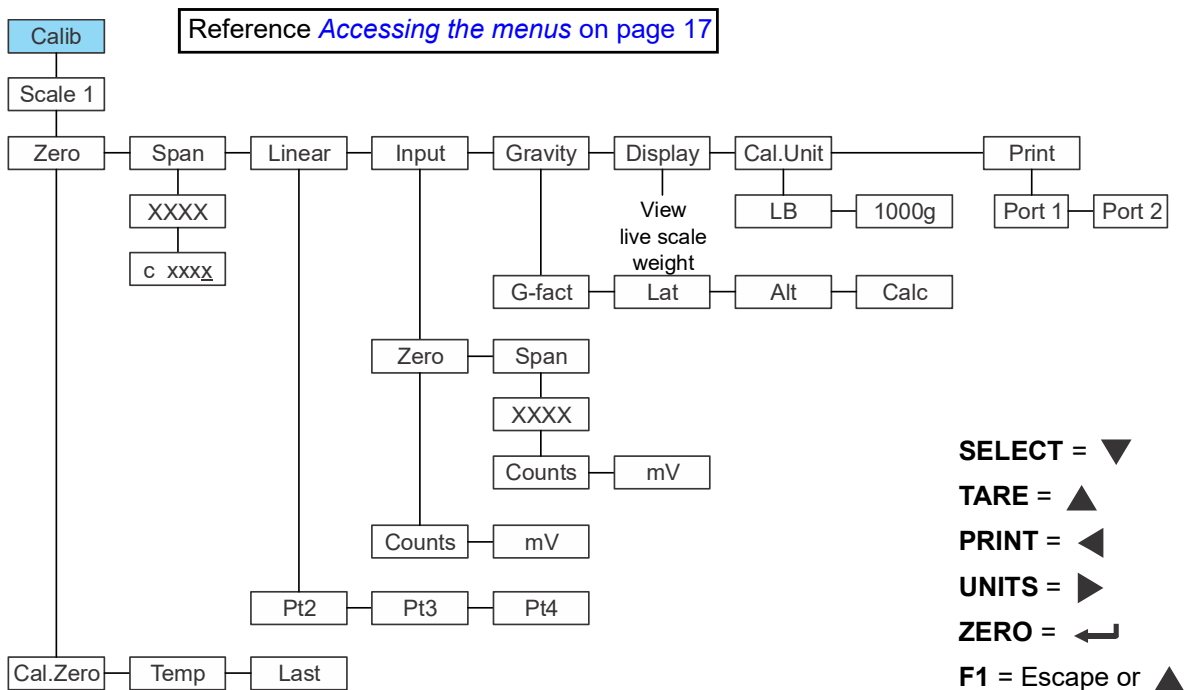 Calib
Reference Accessing the menus on page 17
Scale 1
Zero Span Linear Input Gravity Display Cal.Unit Print
XXXX
View
live scale
weight
LB 1000g
Port 1 Port 2
c xxxx
G-fact Lat Alt Calc
Zero Span
XXXX
Counts mV
Counts mV
Pt2 Pt3 Pt4
Cal.Zero Temp Last
SELECT = ▼
TARE = ▲
PRINT = ◀
UNITS = ▶
ZERO = ↵
F1 = Escape or ▲